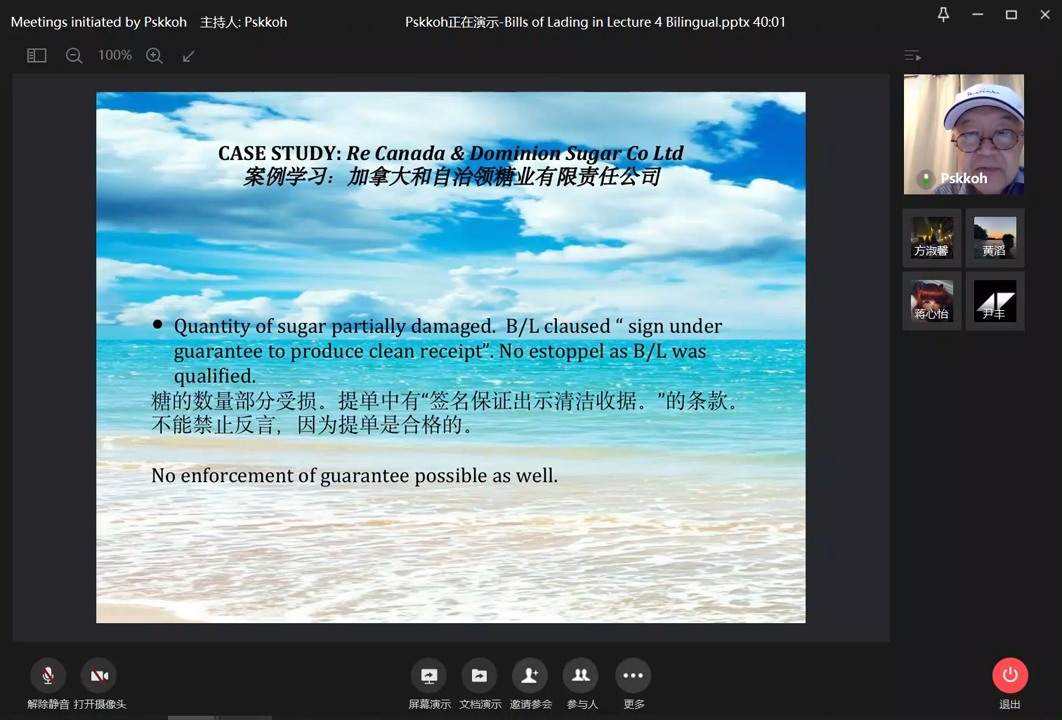 Meetings initiated by Pskkoh 主持人: Pskkoh
Pskkoh正在演示-Bills of Lading in Lecture 4 Bilingual.pptx 40:01
100%
CASE STUDY: Re Canada & Dominion Sugar Co Ltd
案例学习：加拿大和自治领糖业有限责任公司
• Quantity of sugar partially damaged. B/L claused “ sign under
guarantee to produce clean receipt”. No estoppel as B/L was
qualified.
糖的数量部分受损。提单中有“签名保证出示清洁收据。”的条款。
不能禁止反言，因为提单是合格的。
No enforcement of guarantee possible as well.
Pskkoh
方淑馨
黄滔
蒋心怡
尹丰
解除静音
打开摄像头
屏幕演示
文档演示
邀请参会
参与人
更多
退出